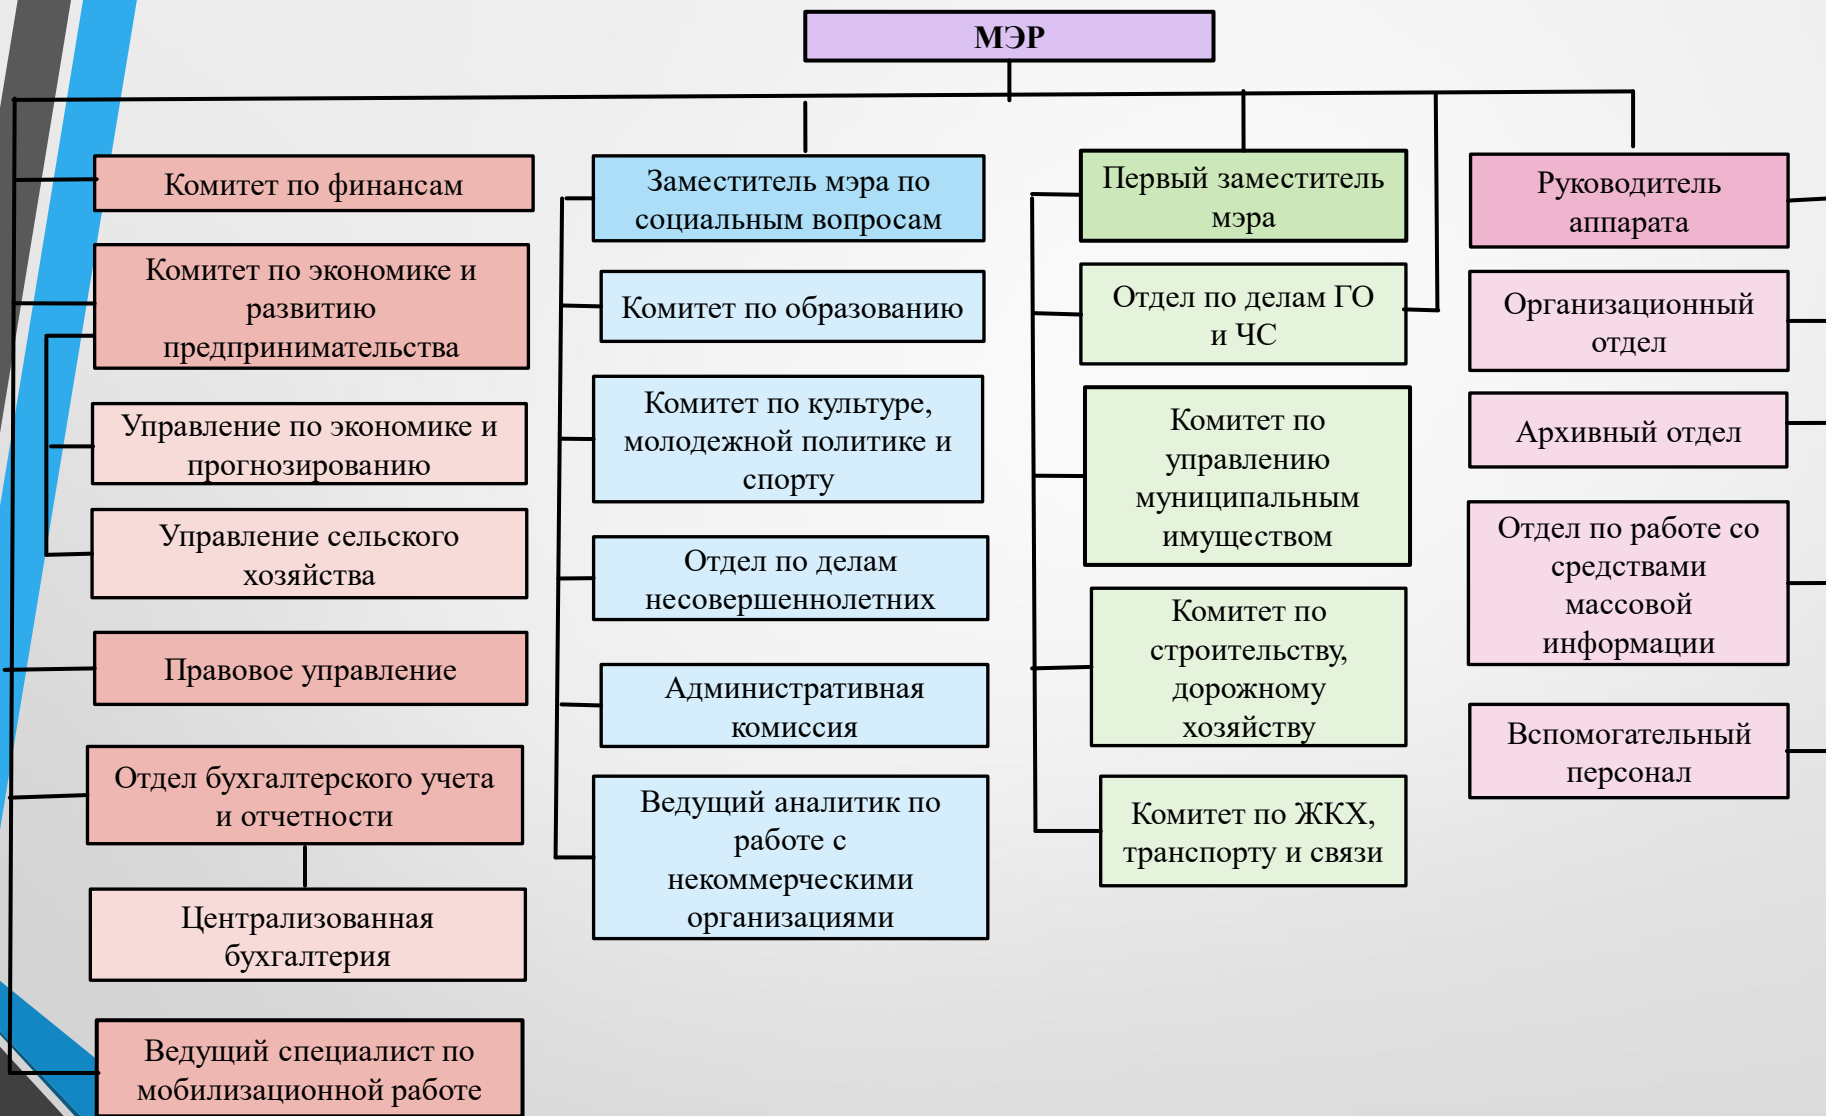 МЭР
Комитет по финансам
Комитет по экономике и
развитию
предпринимательства
Управление по экономике и
прогнозированию
Управление сельского
хозяйства
Правовое управление
Отдел бухгалтерского учета
и отчетности
Централизованная
бухгалтерия
Ведущий специалист по
мобилизационной работе
Заместитель мэра по
социальным вопросам
Комитет по образованию
Комитет по культуре,
молодежной политике и
спорту
Отдел по делам
несовершеннолетних
Административная
комиссия
Ведущий аналитик по
работе с
некоммерческими
организациями
Первый заместитель
мэра
Отдел по делам ГО
и ЧС
Комитет по
управлению
муниципальным
имуществом
Комитет по
строительству,
дорожному
хозяйству
Комитет по ЖКХ,
транспорту и связи
Руководитель
аппарата
Организационный
отдел
Архивный отдел
Отдел по работе со
средствами
массовой
информации
Вспомогательный
персонал